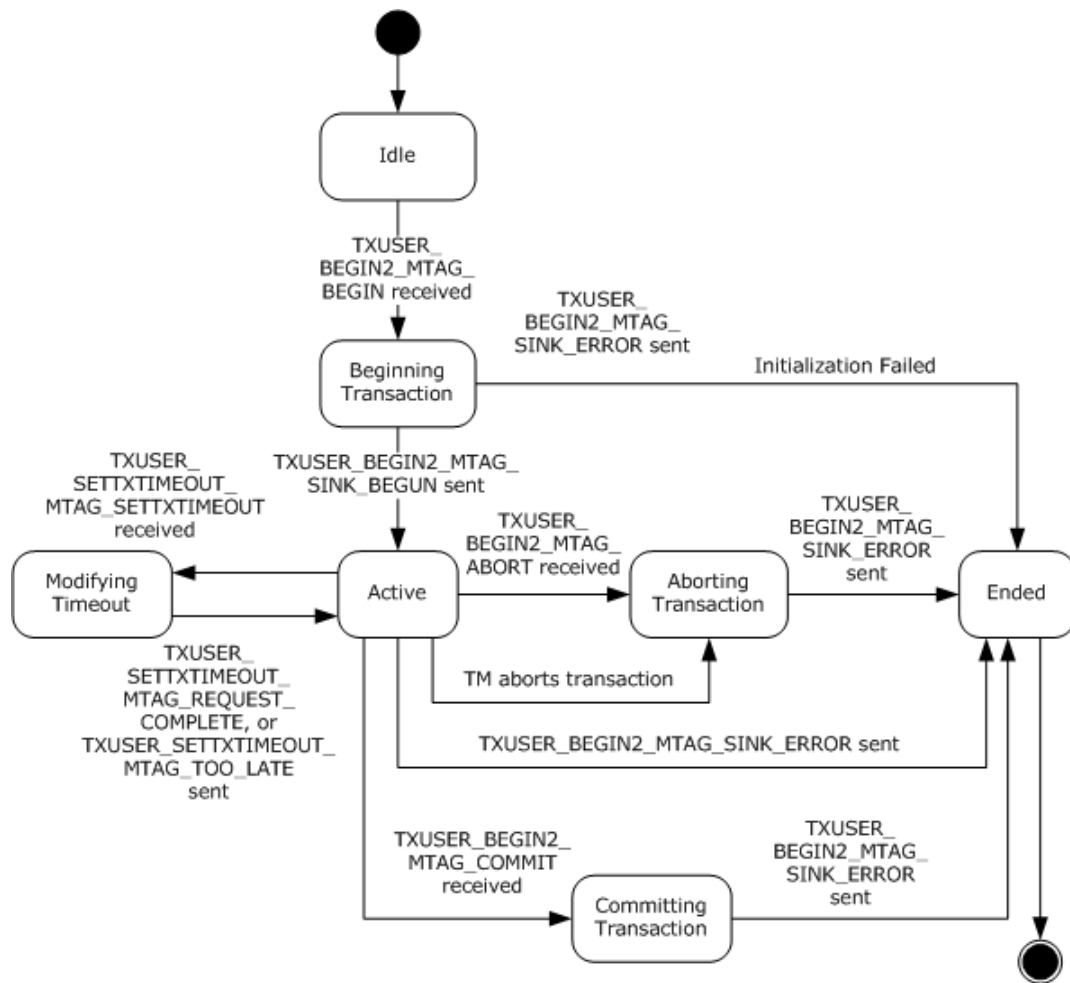 Idle
TXUSER_
BEGIN2_MTAG_
BEGIN received
TXUSER_
BEGIN2_MTAG_
SINK_ERROR sent
Initialization Failed
Beginning
Transaction
TXUSER_BEGIN2_MTAG_
SINK_BEGUN sent
TXUSER_
SETTXTIMEOUT_
MTAG_SETTXTIMEOUT
received
TXUSER_
BEGIN2_MTAG_
ABORT received
TXUSER_
BEGIN2_MTAG_
SINK_ERROR
sent
Modifying
Timeout
Active
Aborting
Transaction
Ended
TXUSER_
SETTXTIMEOUT_
MTAG_REQUEST_
COMPLETE, or
TXUSER_SETTXTIMEOUT_
MTAG_TOO_LATE
sent
TM aborts transaction
TXUSER_BEGIN2_MTAG_SINK_ERROR sent
TXUSER_BEGIN2_
MTAG_COMMIT
received
TXUSER_
BEGIN2_MTAG_
SINK_ERROR
sent
Committing
Transaction